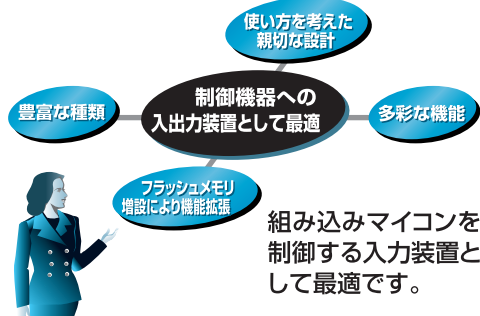 使い方を考えた
親切な設計
制御機器への
入出力装置として最適
豊富な種類
多彩な機能
フラッシュメモリ
増設により機能拡張
組み込みマイコンを
制御する入力装置と
して最適です。